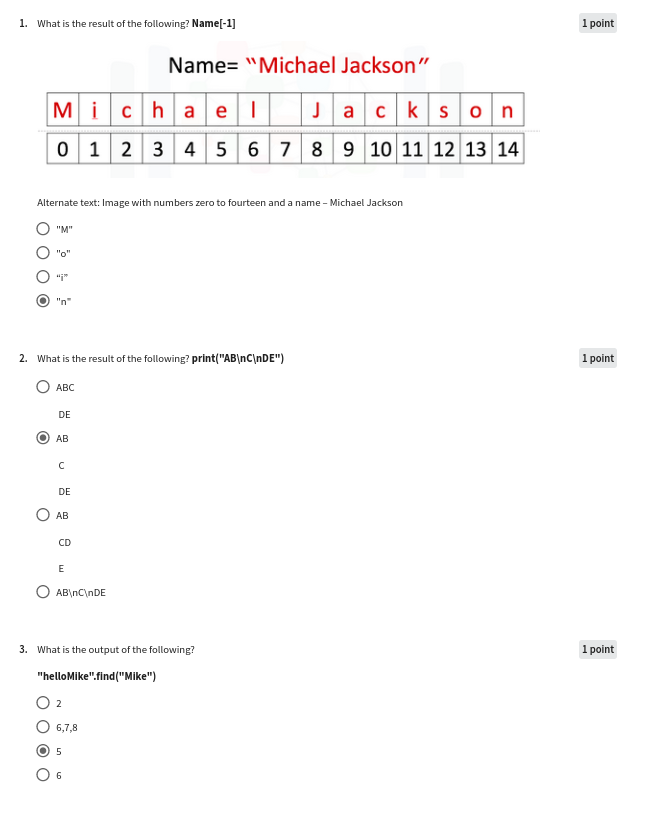 1. What is the result of the following? Name[-1] 1 point
Name= “Michael Jackson”
M i c h a e l J a c k s o n
0 1 2 3 4 5 6 7 8 9 10 11 12 13 14
Alternate text: Image with numbers zero to fourteen and a name – Michael Jackson
"M"
"o"
“i”
"n"
2. What is the result of the following? print("AB\nC\nDE") 1 point
ABC
DE
AB
C
DE
AB
CD
E
AB\nC\nDE
3. What is the output of the following? 1 point
"helloMike".find("Mike")
2
6,7,8
5
6